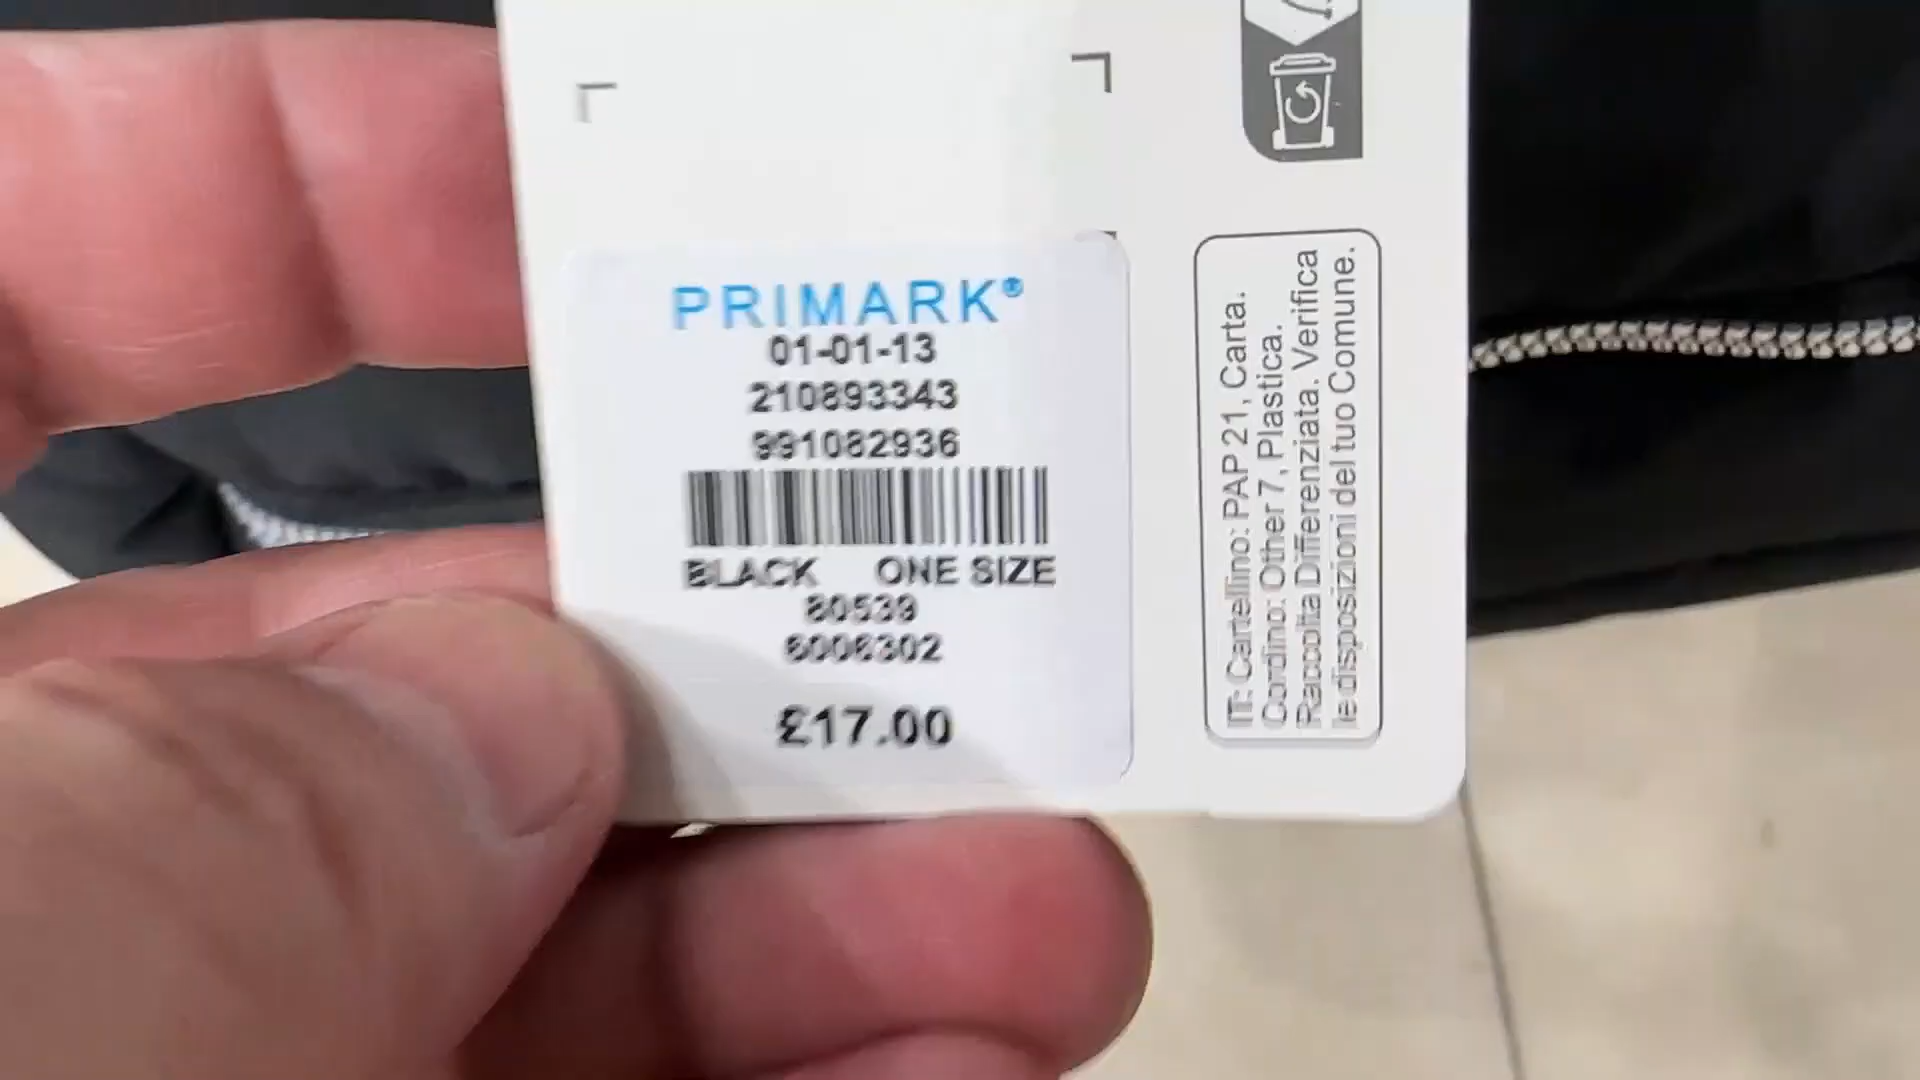 PRIMARK®
01-01-13
210893343
991082936
BLACK ONE SIZE
80539
6006302
£17.00
IT: Cartellino: PAP 21, Carta.
Cordino: Other 7, Plastica.
Raccolta Differenziata. Verifica
le disposizioni del tuo Comune.